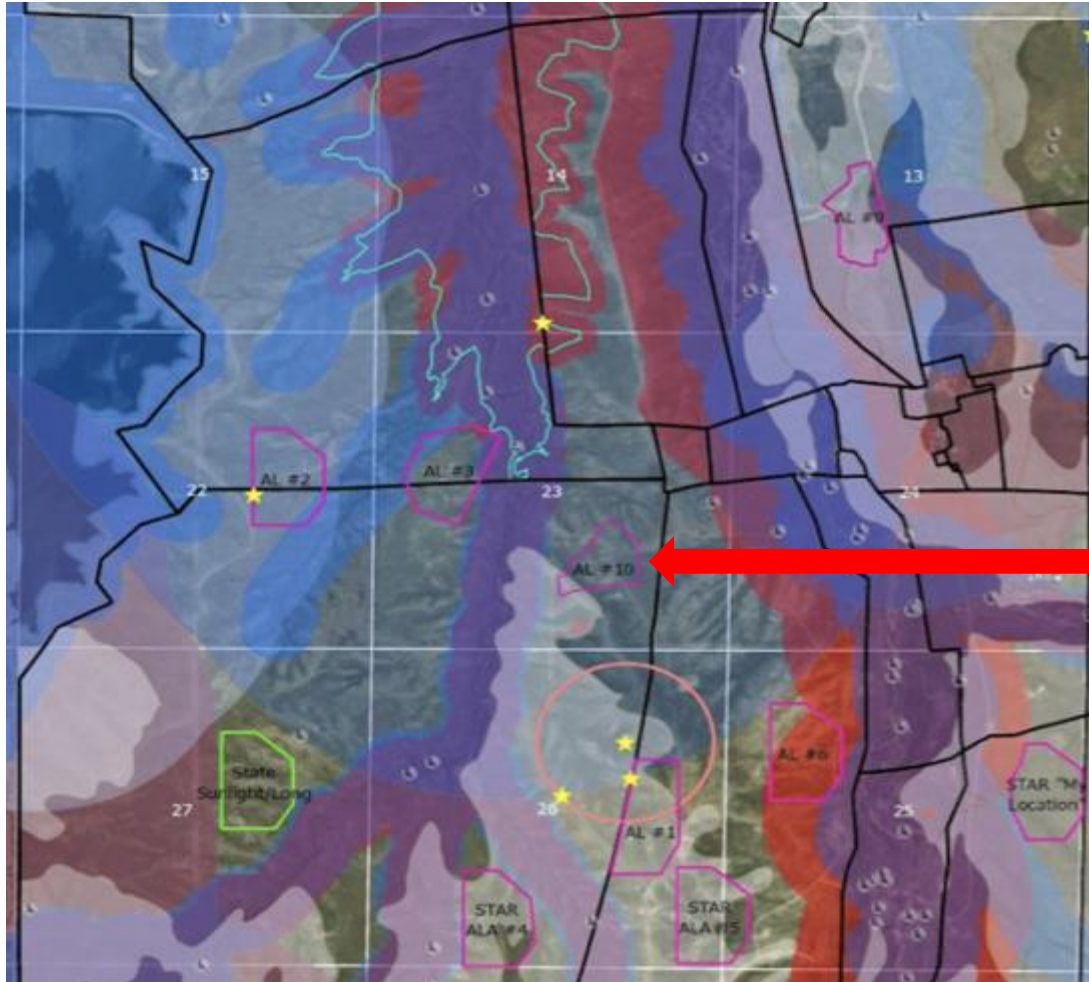 15
14
13
AL #9
AL #2
AL #3
22
23
24
AL #10
State
Sunlight/Long
AL #6
STAR "My
Location"
27
26
25
AL #1
STAR
ALA #4
STAR
ALA #5